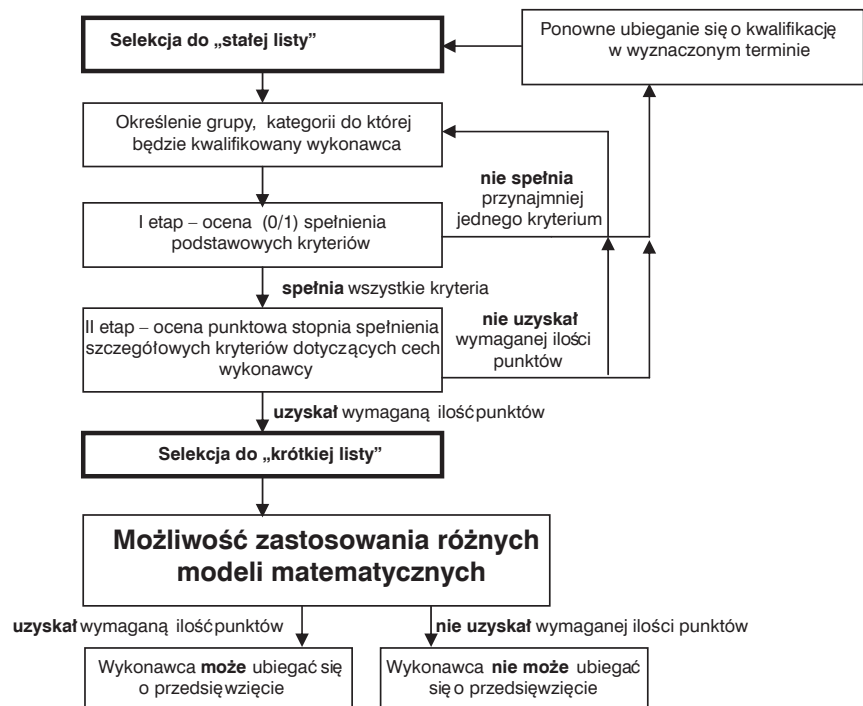 Selekcja do „stałej listy”
Ponowne ubieganie się o kwalifikację
w wyznaczonym terminie
Określenie grupy, kategorii do której
będzie kwalifikowany wykonawca
nie spełnia
przynajmniej
jednego kryterium
I etap – ocena (0/1) spełnienia
podstawowych kryteriów
spełnia wszystkie kryteria
II etap – ocena punktowa stopnia spełnienia
szczegółowych kryteriów dotyczących cech
wykonawcy
nie uzyskał
wymaganej ilości
punktów
uzyskał wymaganą ilość punktów
Selekcja do „krótkiej listy”
Możliwość zastosowania różnych
modeli matematycznych
uzyskał wymaganą ilość punktów
nie uzyskał wymaganej ilości punktów
Wykonawca może ubiegać się
o przedsięwzięcie
Wykonawca nie może ubiegać
się o przedsięwzięcie